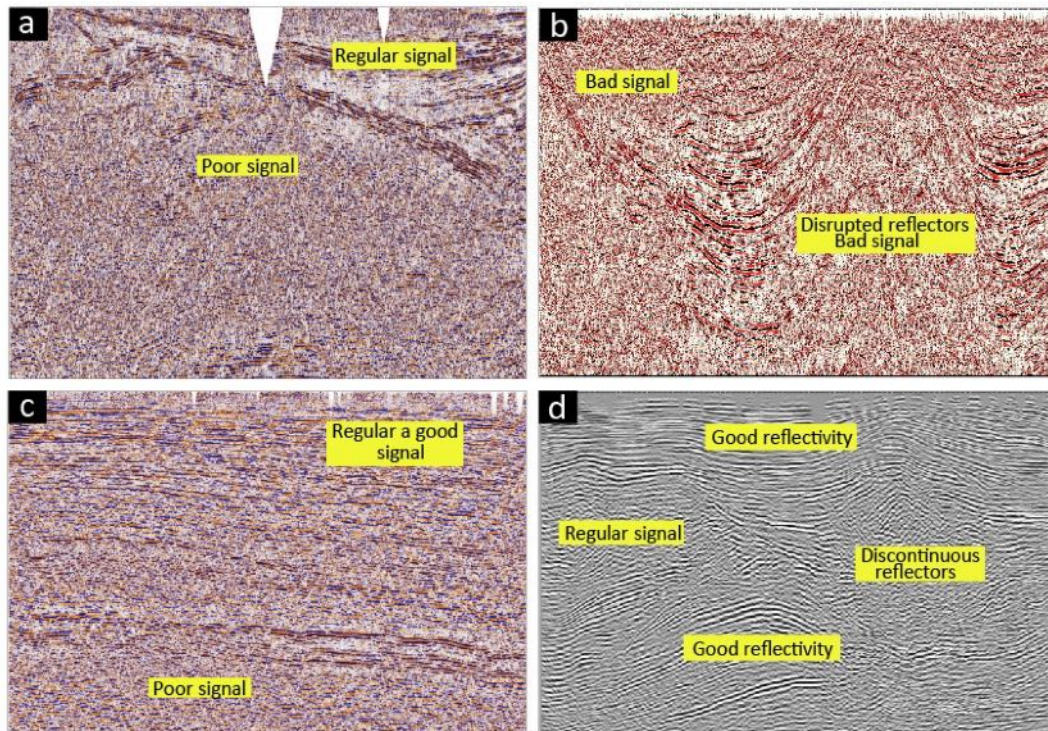 a
Regular signal
Poor signal
b
Bad signal
Disrupted reflectors
Bad signal
c
Regular a good
signal
Poor signal
d
Good reflectivity
Regular signal
Discontinuous
reflectors
Good reflectivity